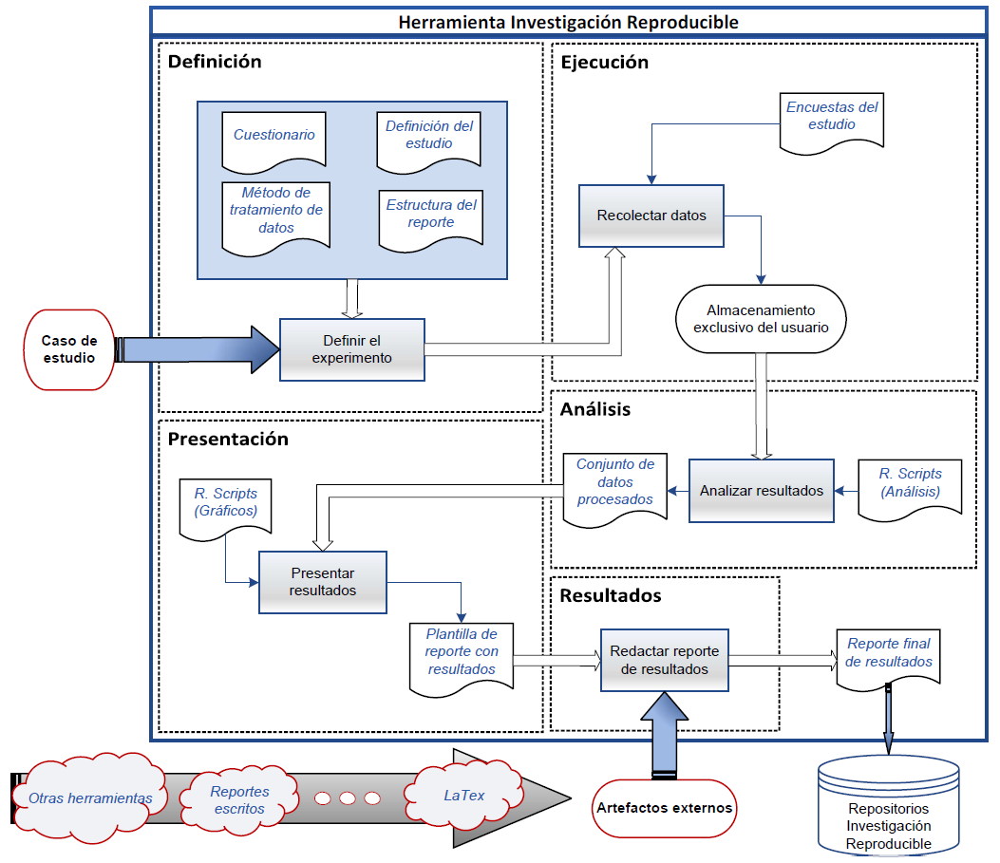 Herramienta Investigación Reproducible
Definición
Cuestionario
Definición del
estudio
Método de
tratamiento de
datos
Estructura del
reporte
Caso de
estudio
Definir el
experimento
Ejecución
Encuestas del
estudio
Recolectar datos
Almacenamiento
exclusivo del usuario
Análisis
Conjunto de
datos
procesados
Analizar resultados
R. Scripts
(Análisis)
Presentación
R. Scripts
(Gráficos)
Presentar
resultados
Plantilla de
reporte con
resultados
Resultados
Redactar reporte
de resultados
Reporte final
de resultados
Otras herramientas
Reportes
escritos
LaTex
Artefactos externos
Repositorios
Investigación
Reproducible